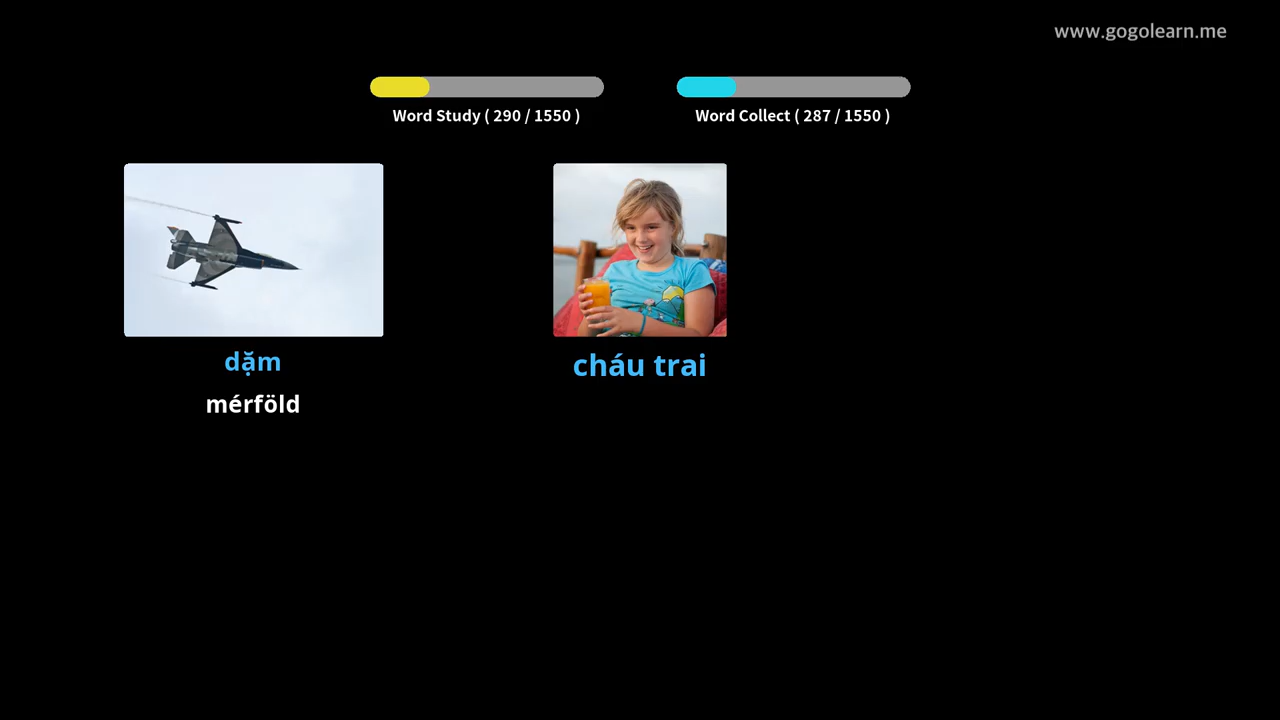 www.gogolearn.me
Word Study ( 290 / 1550 )
Word Collect ( 287 / 1550 )
dặm
mérföld
cháu trai